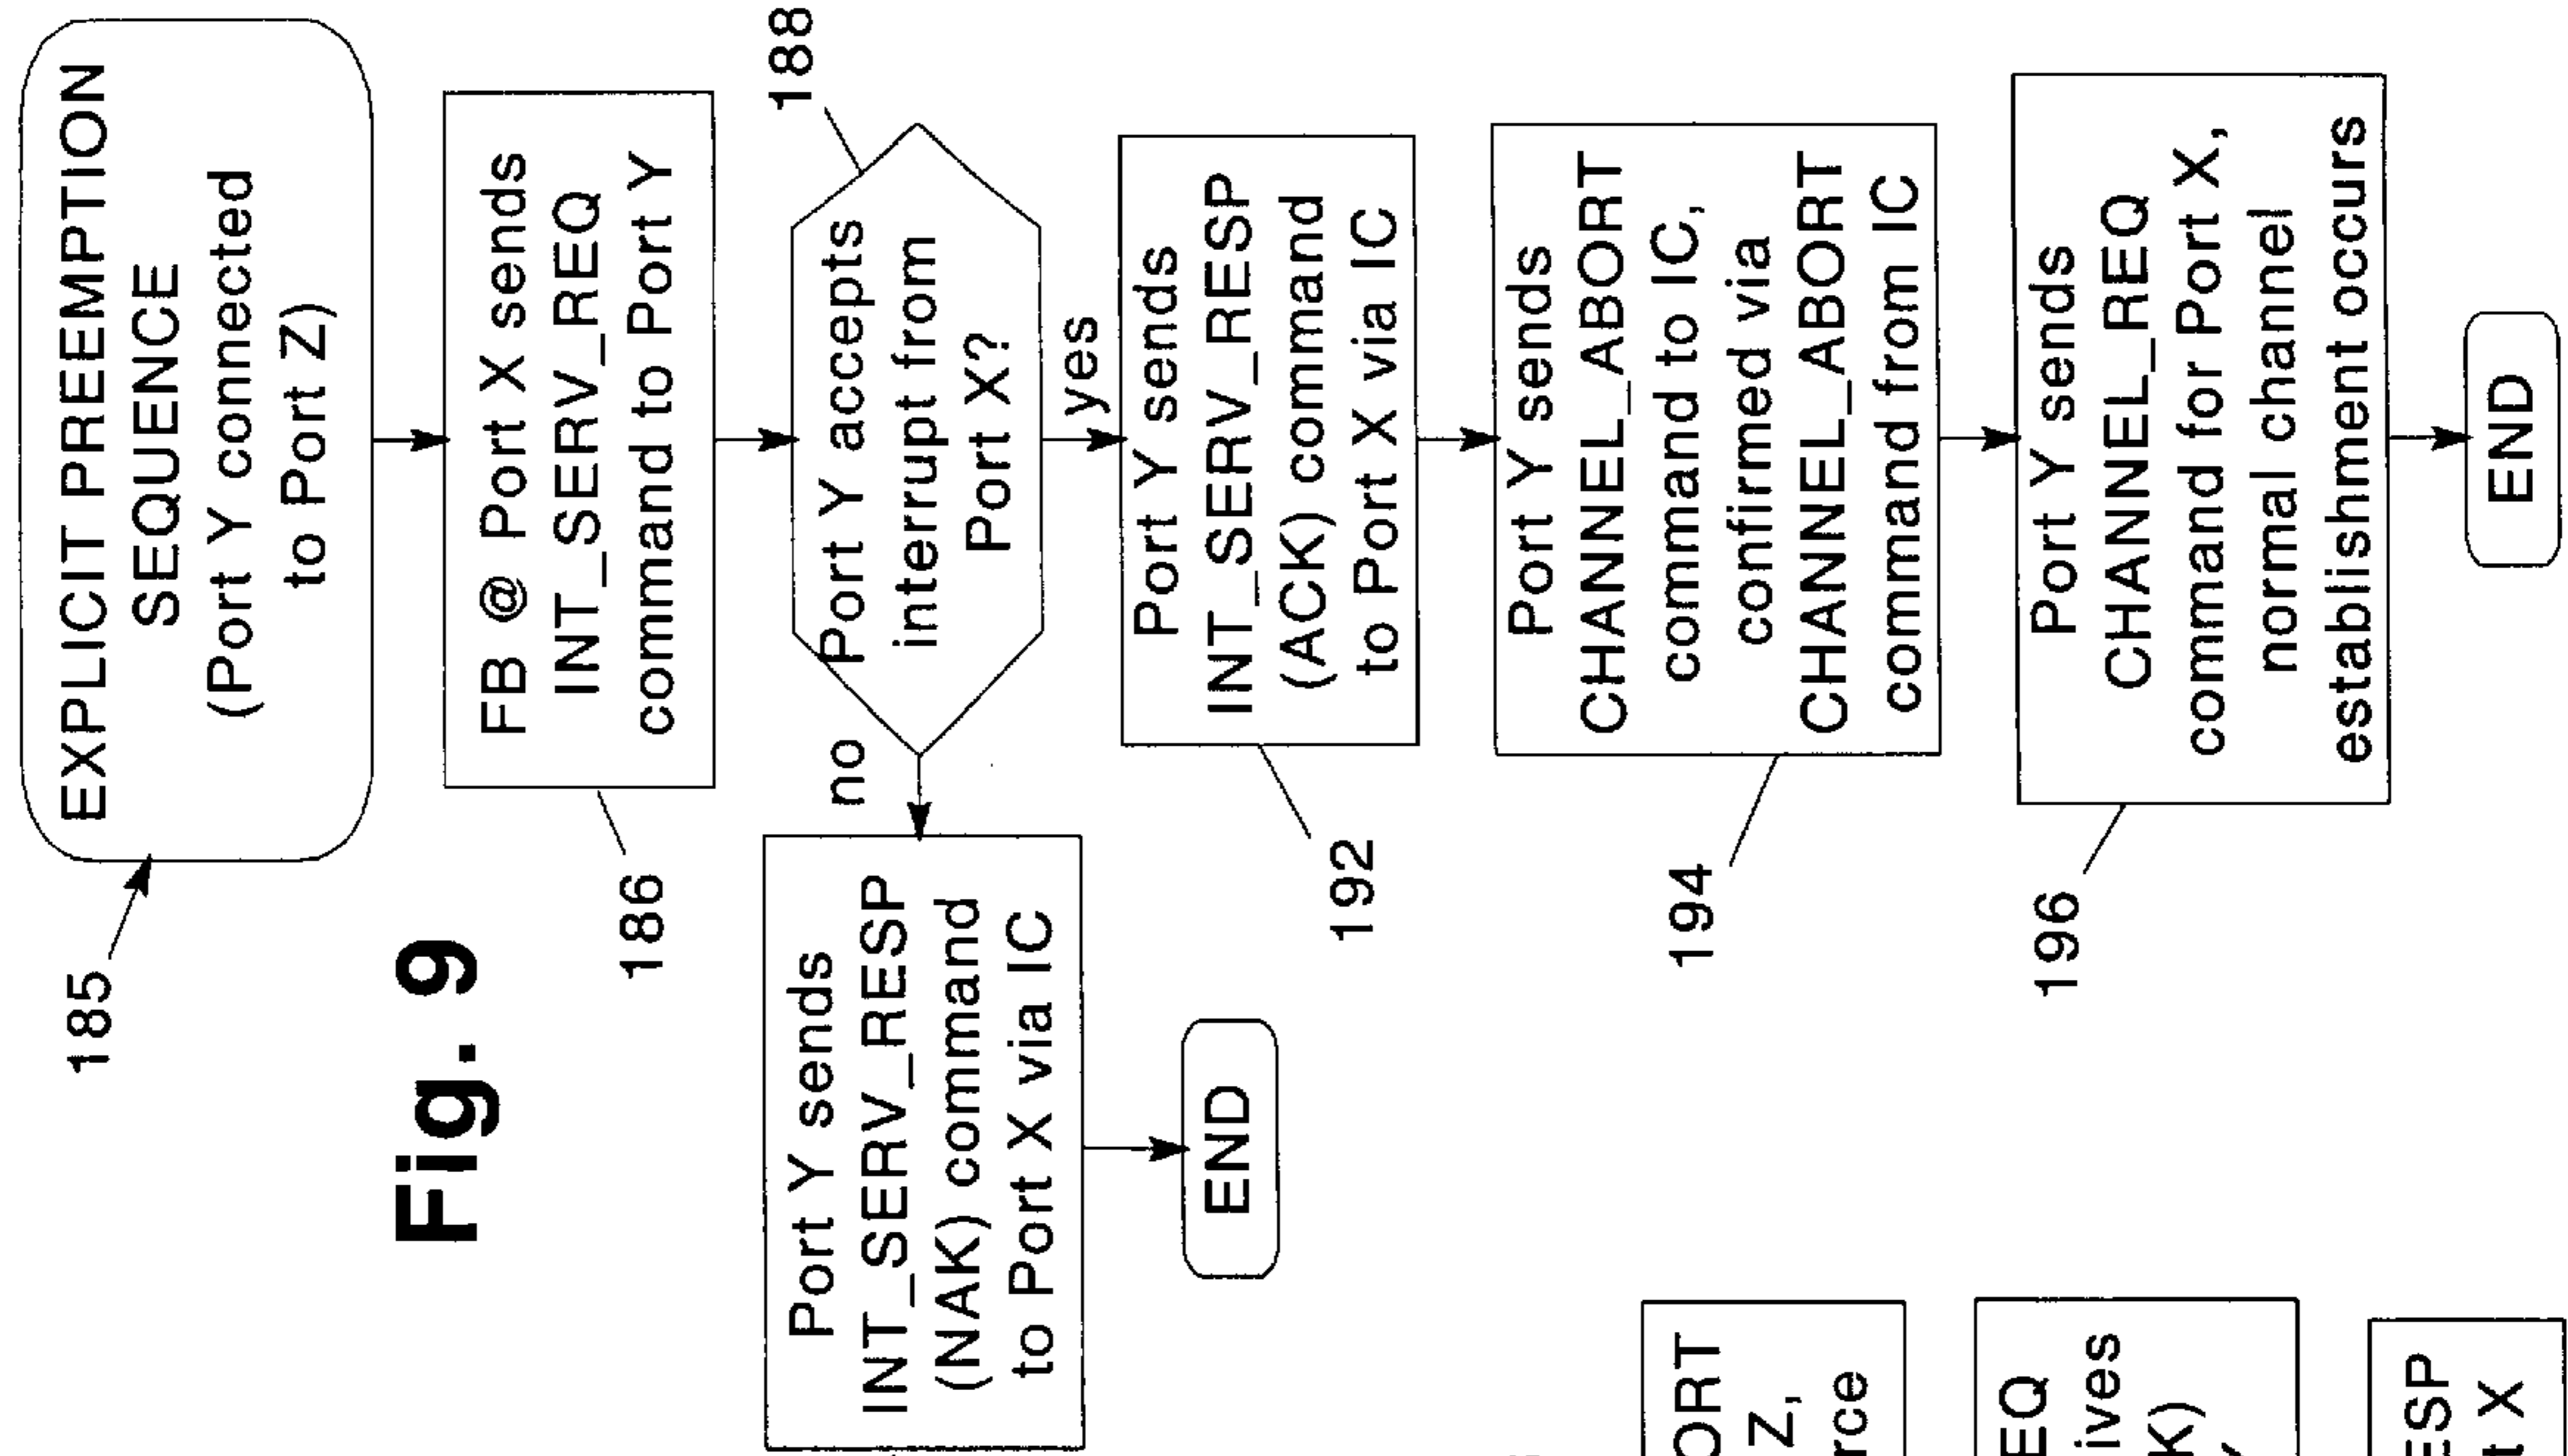 185
EXPLICIT PREEMPTION
SEQUENCE
(Port Y connected
to Port Z)
Fig. 9
186
FB @ Port X sends
INT_SERV_REQ
command to Port Y
188
Port Y accepts
interrupt from
Port X?
no
yes
Port Y sends
INT_SERV_RESP
(NAK) command
to Port X via IC
END
192
Port Y sends
INT_SERV_RESP
(ACK) command
to Port X via IC
194
Port Y sends
CHANNEL_ABORT
command to IC,
confirmed via
CHANNEL_ABORT
command from IC
196
Port Y sends
CHANNEL_REQ
command for Port X,
normal channel
establishment occurs
END
ORT
Z,
rce
EQ
ives
K)
ESP
t X